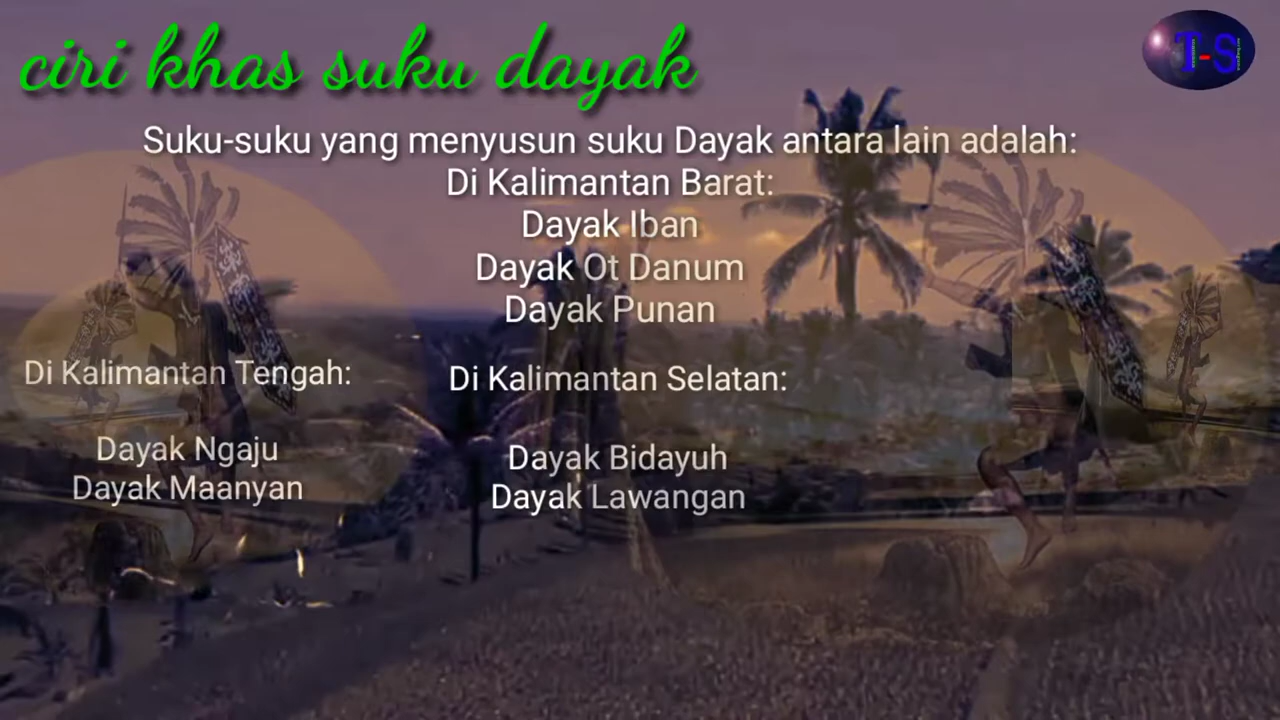 ciri khas suku dayak
T-S
Suku-suku yang menyusun suku Dayak antara lain adalah:
Di Kalimantan Barat:
Dayak Iban
Dayak Ot Danum
Dayak Punan
Di Kalimantan Tengah:
Dayak Ngaju
Dayak Maanyan
Di Kalimantan Selatan:
Dayak Bidayuh
Dayak Lawangan